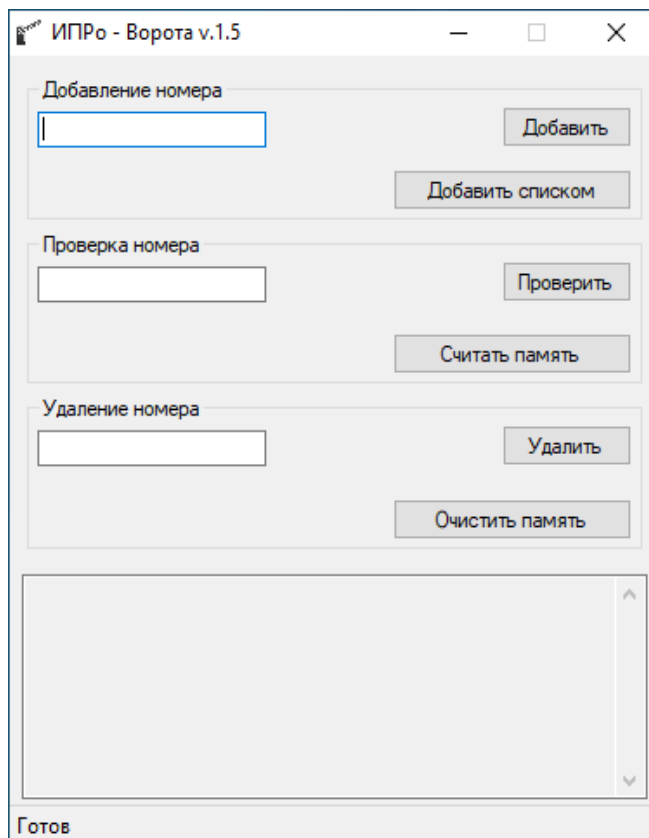 ИПРо - Ворота v.1.5
Добавление номера
Добавить
Добавить списком
Проверка номера
Проверить
Считать память
Удаление номера
Удалить
Очистить память
Готов